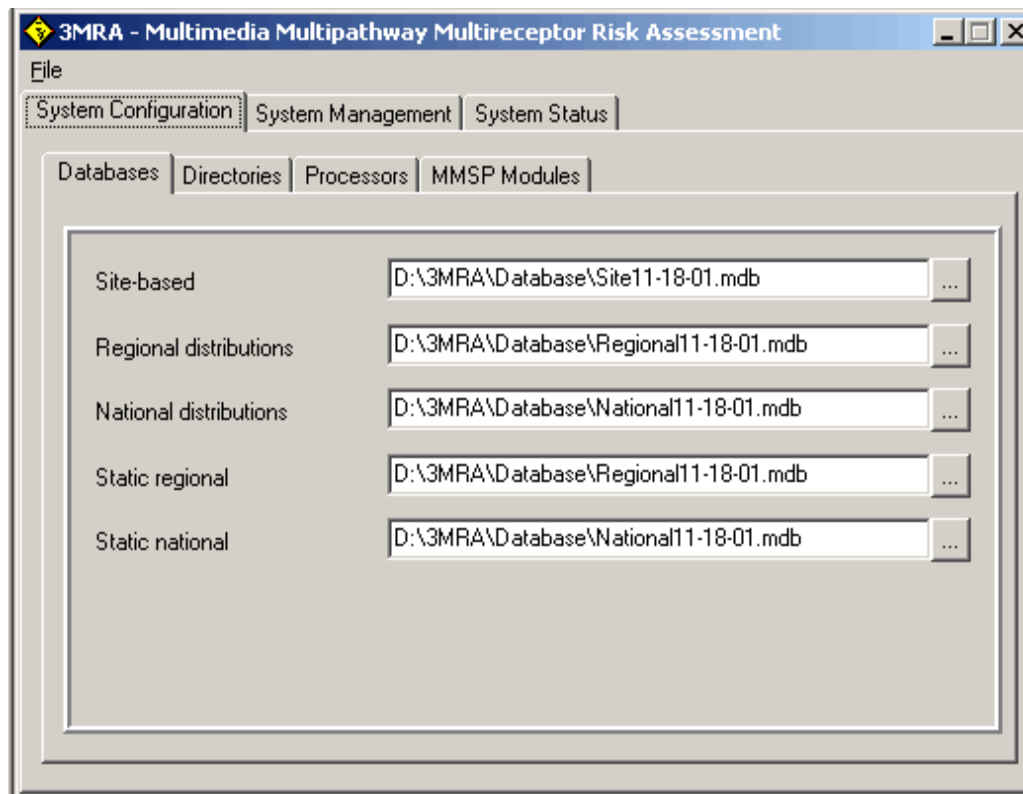 3MRA - Multimedia Multipathway Multireceptor Risk Assessment
File
System Configuration System Management System Status
Databases Directories Processors MMSP Modules
Site-based D:\3MRA\Database\Site11-18-01.mdb ...
Regional distributions D:\3MRA\Database\Regional11-18-01.mdb ...
National distributions D:\3MRA\Database\National11-18-01.mdb ...
Static regional D:\3MRA\Database\Regional11-18-01.mdb ...
Static national D:\3MRA\Database\National11-18-01.mdb ...